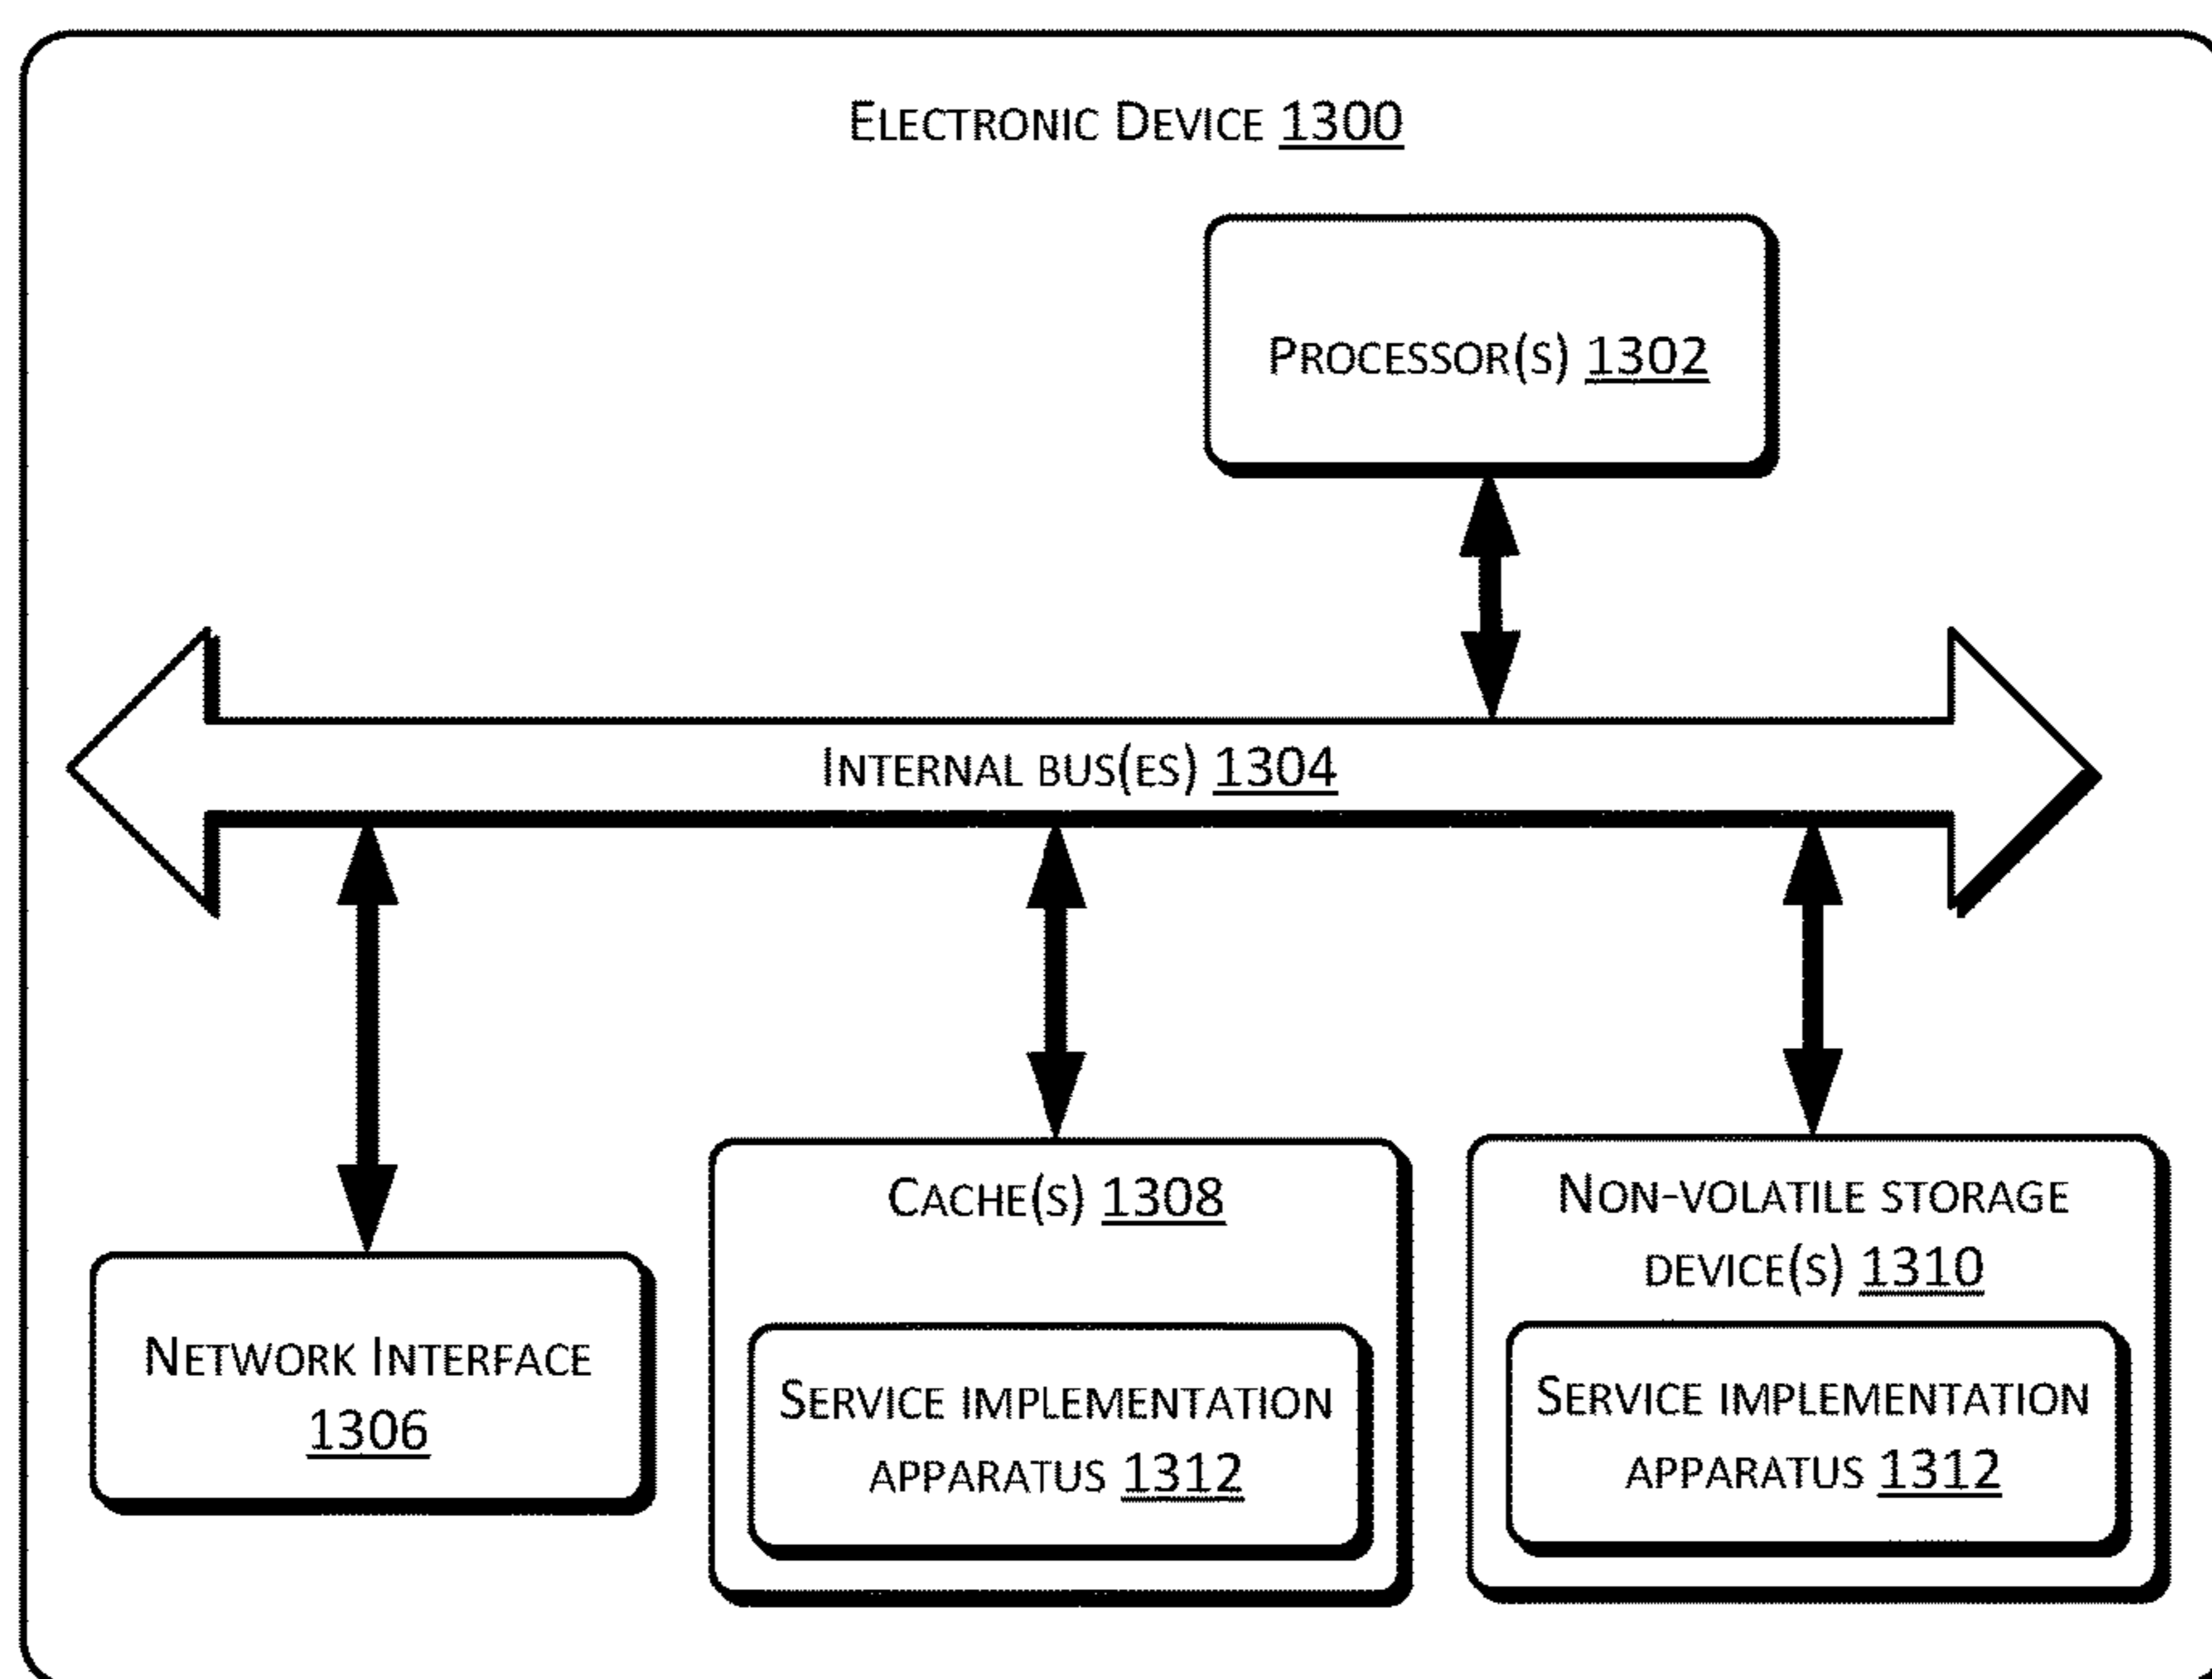 ELECTRONIC DEVICE 1300
PROCESSOR(S) 1302
INTERNAL BUS(ES) 1304
NETWORK INTERFACE
1306
CACHE(S) 1308
SERVICE IMPLEMENTATION
APPARATUS 1312
NON-VOLATILE STORAGE
DEVICE(S) 1310
SERVICE IMPLEMENTATION
APPARATUS 1312